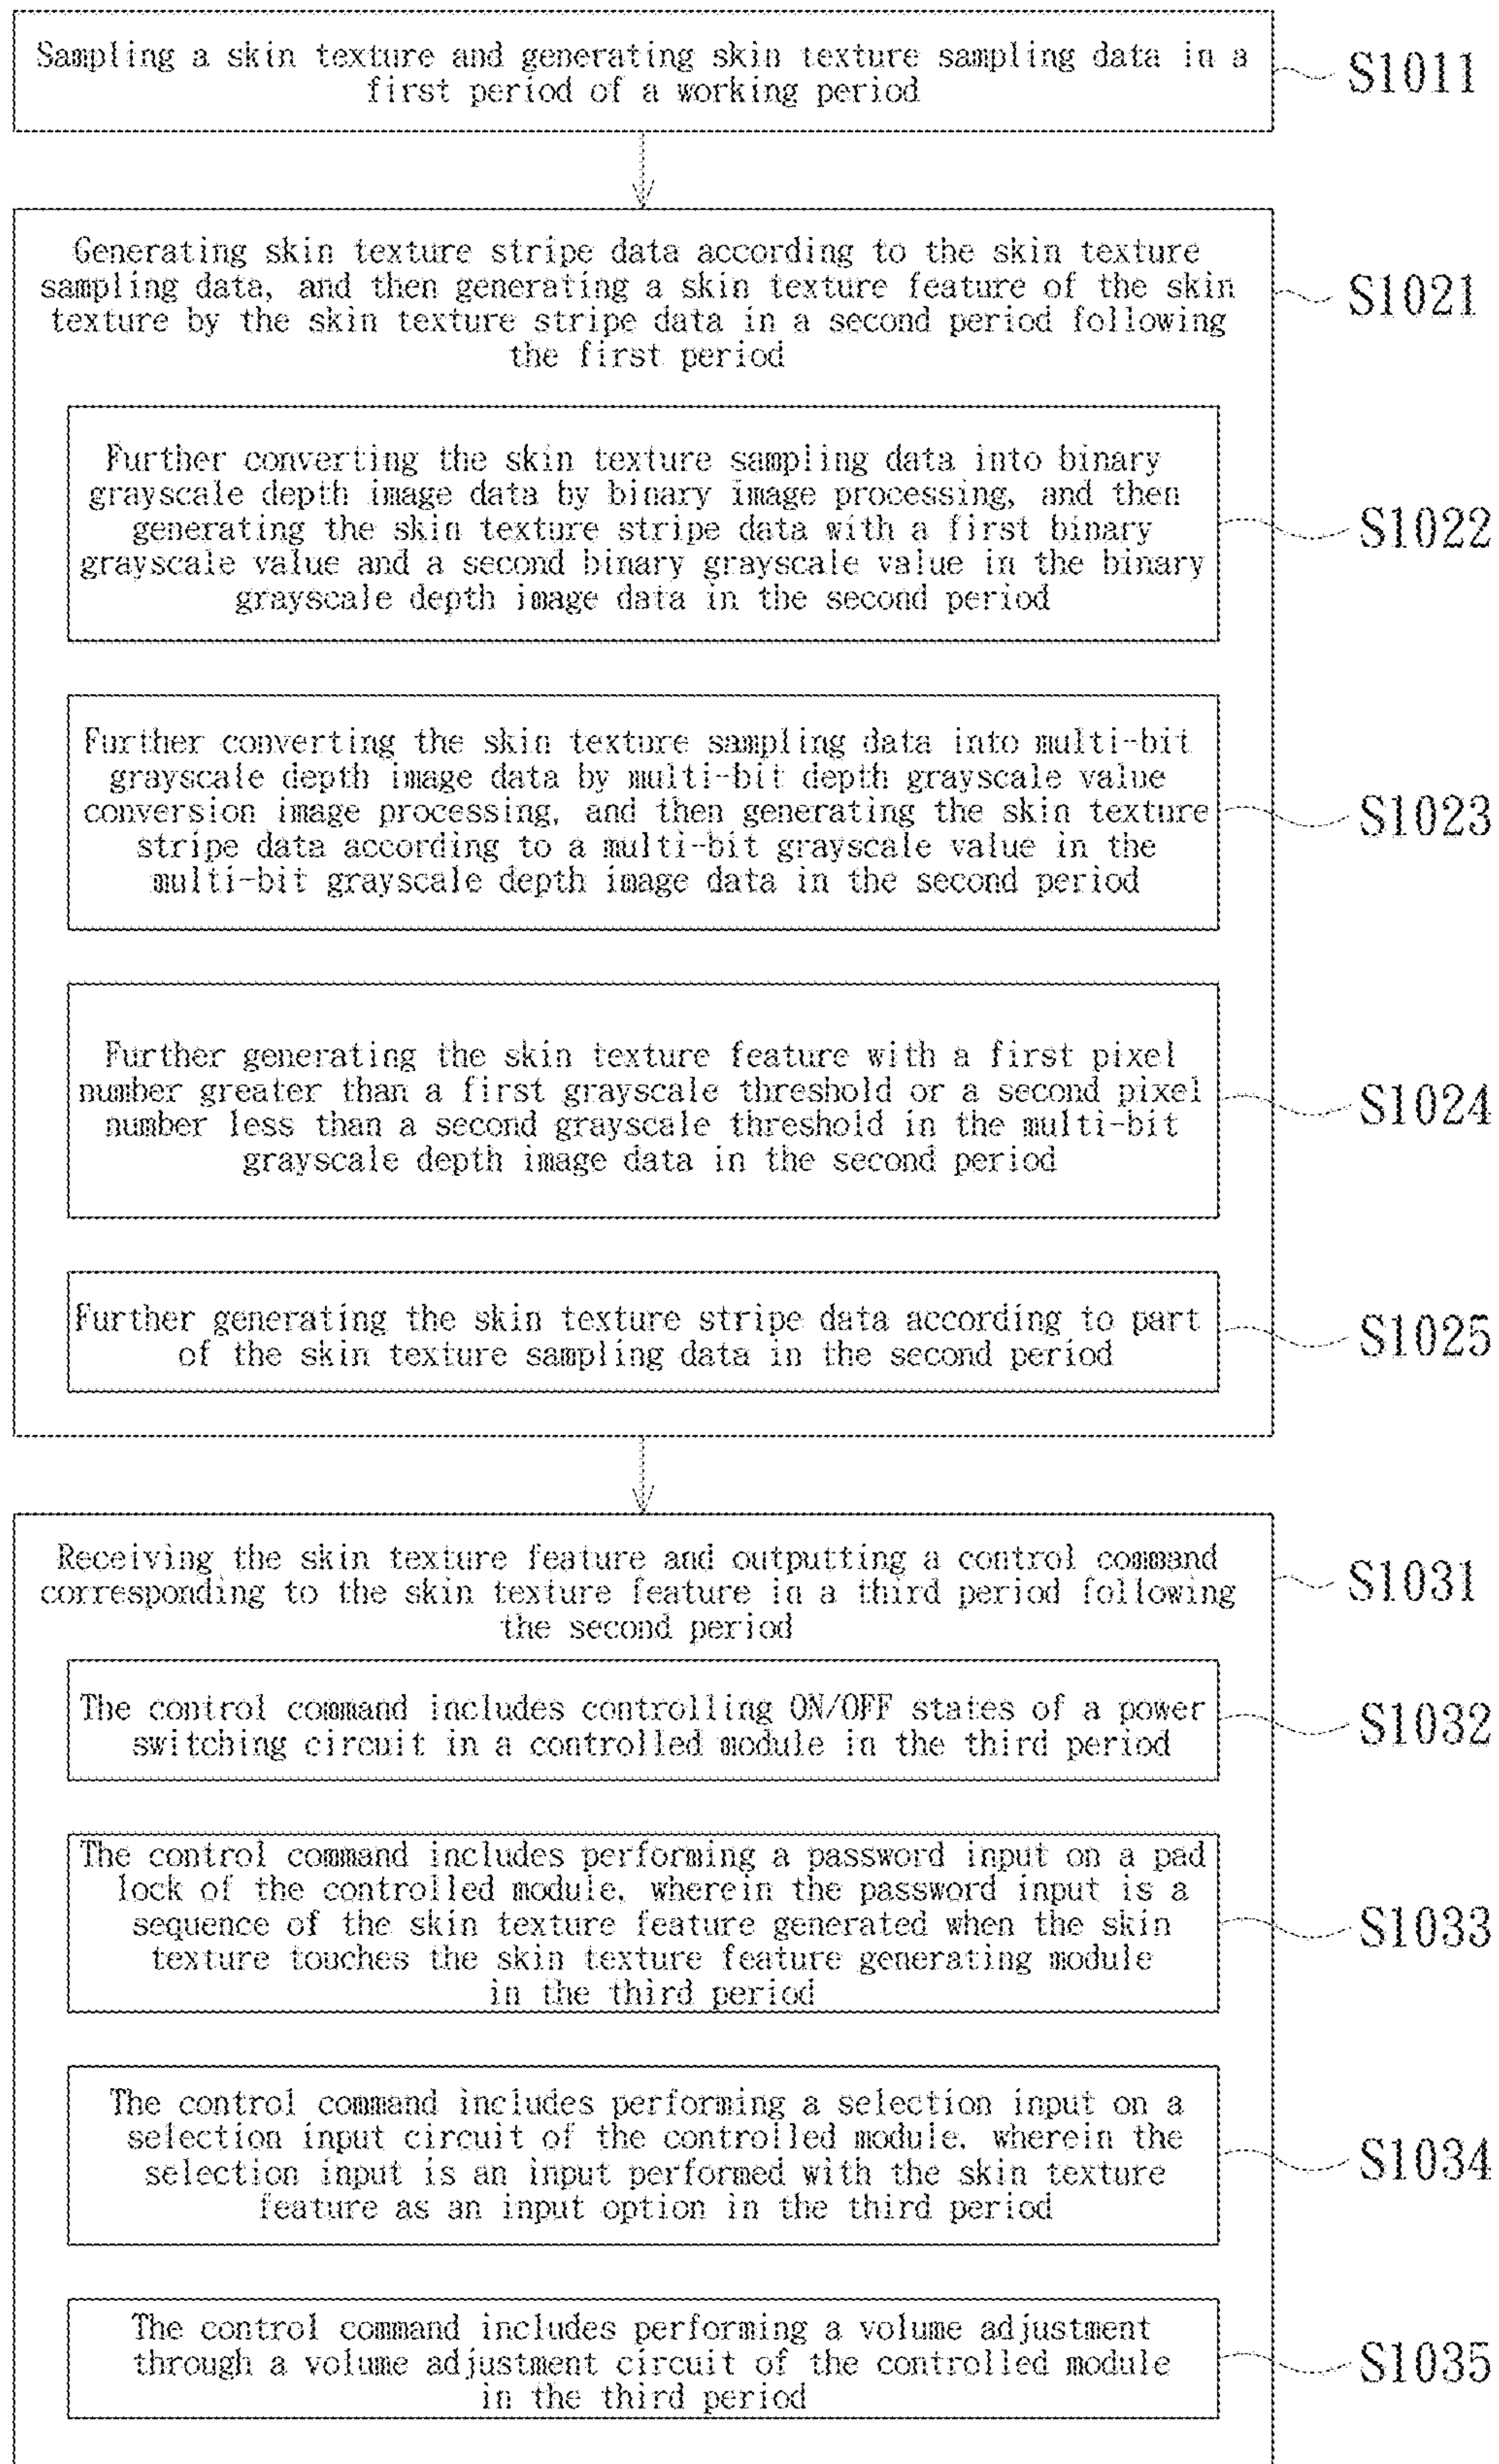 Sampling a skin texture and generating skin texture sampling data in a
first period of a working period
S1011
Generating skin texture stripe data according to the skin texture
sampling data, and then generating a skin texture feature of the skin
texture by the skin texture stripe data in a second period following
the first period
S1021
Further converting the skin texture sampling data into binary
grayscale depth image data by binary image processing, and then
generating the skin texture stripe data with a first binary
grayscale value and a second binary grayscale value in the binary
grayscale depth image data in the second period
S1022
Further converting the skin texture sampling data into multi-bit
grayscale depth image data by multi-bit depth grayscale value
conversion image processing, and then generating the skin texture
stripe data according to a multi-bit grayscale value in the
multi-bit grayscale depth image data in the second period
S1023
Further generating the skin texture feature with a first pixel
number greater than a first grayscale threshold or a second pixel
number less than a second grayscale threshold in the multi-bit
grayscale depth image data in the second period
S1024
Further generating the skin texture stripe data according to part
of the skin texture sampling data in the second period
S1025
Receiving the skin texture feature and outputting a control command
corresponding to the skin texture feature in a third period following
the second period
S1031
The control command includes controlling ON/OFF states of a power
switching circuit in a controlled module in the third period
S1032
The control command includes performing a password input on a pad
lock of the controlled module, wherein the password input is a
sequence of the skin texture feature generated when the skin
texture touches the skin texture feature generating module
in the third period
S1033
The control command includes performing a selection input on a
selection input circuit of the controlled module, wherein the
selection input is an input performed with the skin texture
feature as an input option in the third period
S1034
The control command includes performing a volume adjustment
through a volume adjustment circuit of the controlled module
in the third period
S1035